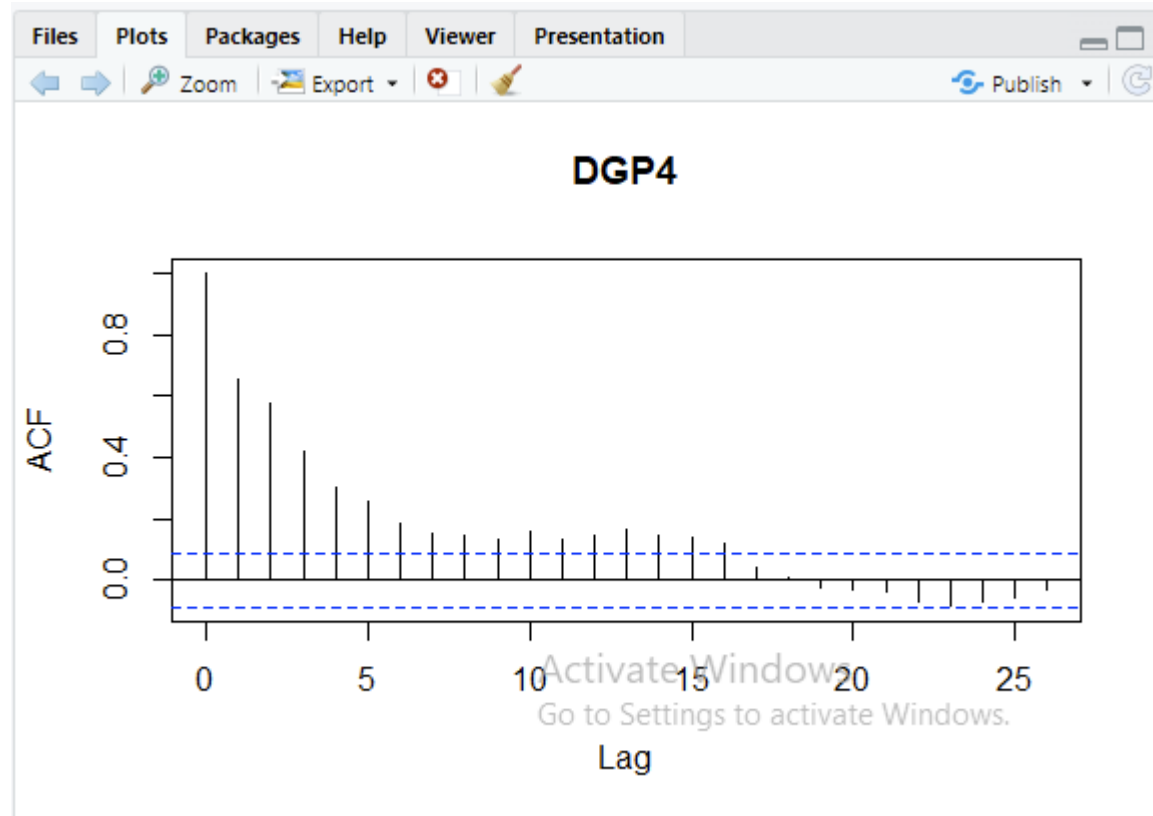 Files Plots Packages Help Viewer Presentation
Zoom Export Publish
DGP4
ACF
0.8
0.4
0.0
0 5 10 15 20 25
Activate Windows
Go to Settings to activate Windows.
Lag